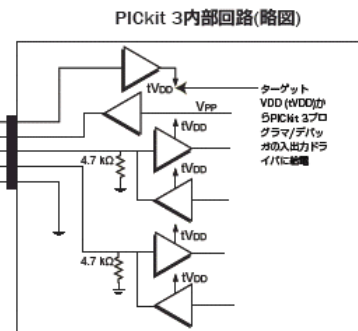 PICkit 3内部回路(略図)
tVDD
ターゲット
VDD (tVDD)か
らPICkit 3プロ
グラマ/デバッ
ガの入出力ドラ
イバに給電
VPP
tVDD
4.7 kΩ
tVDD
tVDD
4.7 kΩ
tVDD